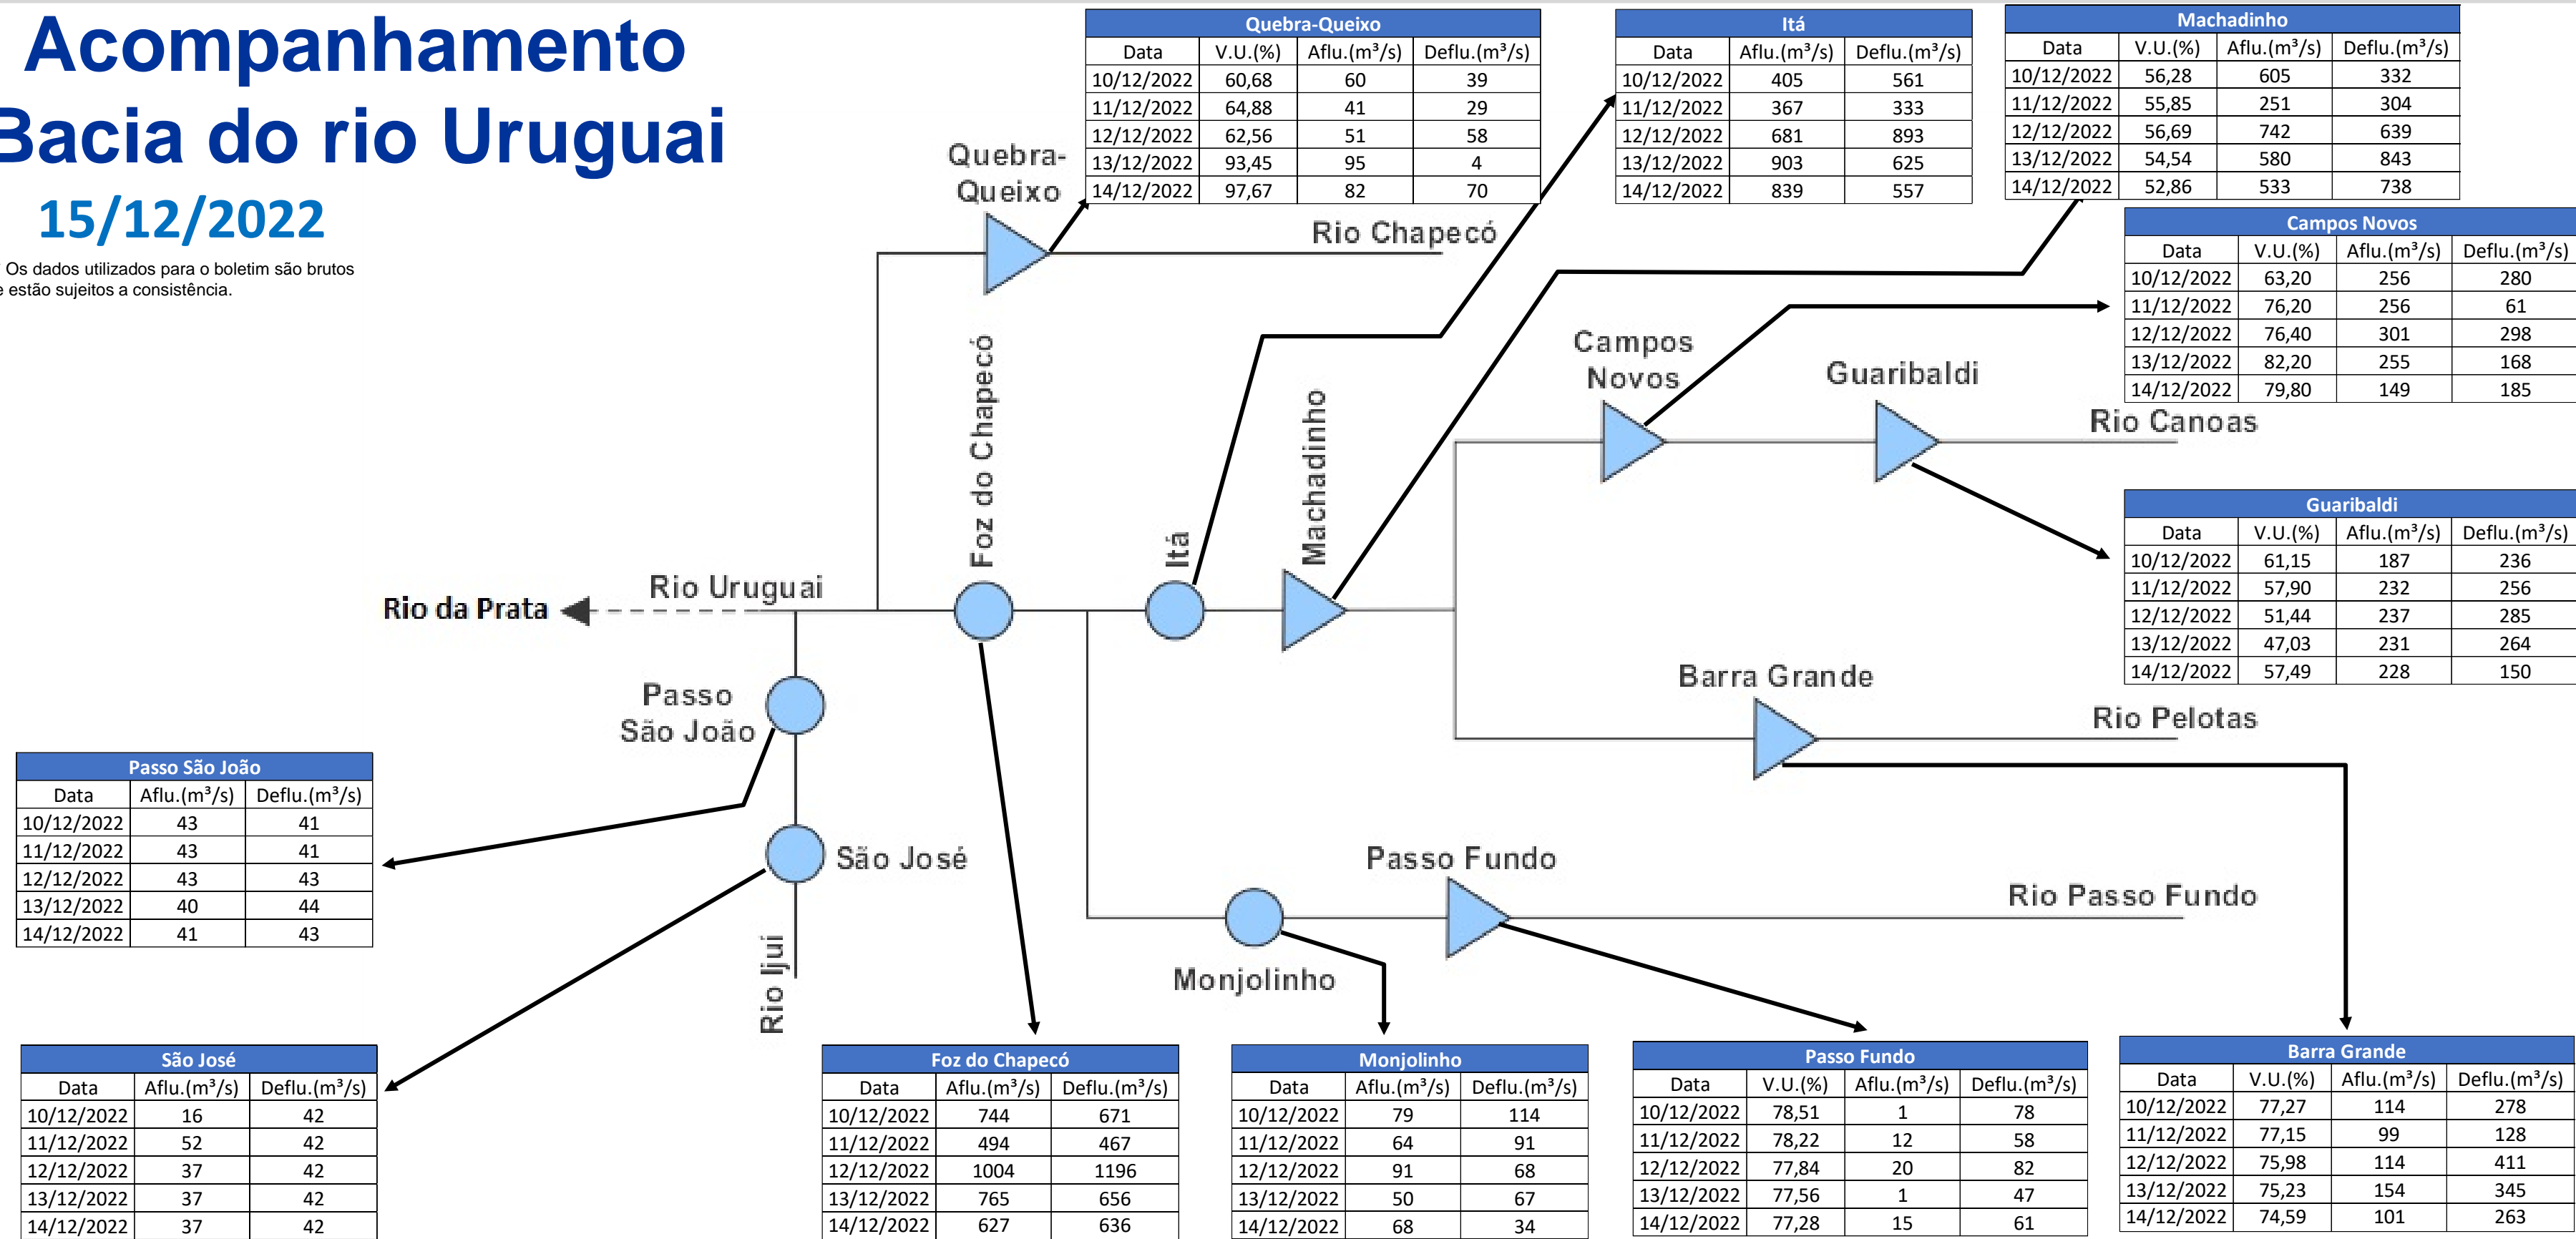 Acompanhamento
Bacia do rio Uruguai
15/12/2022
* Os dados utilizados para o boletim são brutos
e estão sujeitos a consistência.
Quebra-Queixo
Data V.U.(%) Aflu.(m³/s) Deflu.(m³/s)
10/12/2022 60,68 60 39
11/12/2022 64,88 41 29
12/12/2022 62,56 51 58
13/12/2022 93,45 95 4
14/12/2022 97,67 82 70
Itá
Data Aflu.(m³/s) Deflu.(m³/s)
10/12/2022 405 561
11/12/2022 367 333
12/12/2022 681 893
13/12/2022 903 625
14/12/2022 839 557
Machadinho
Data V.U.(%) Aflu.(m³/s) Deflu.(m³/s)
10/12/2022 56,28 605 332
11/12/2022 55,85 251 304
12/12/2022 56,69 742 639
13/12/2022 54,54 580 843
14/12/2022 52,86 533 738
Campos Novos
Data V.U.(%) Aflu.(m³/s) Deflu.(m³/s)
10/12/2022 63,20 256 280
11/12/2022 76,20 256 61
12/12/2022 76,40 301 298
13/12/2022 82,20 255 168
14/12/2022 79,80 149 185
Quebra-
Queixo
Rio Chapecó
Foz do Chapecó
Itá
Machadinho
Campos
Novos
Guaribaldi
Rio Canoas
Guaribaldi
Data V.U.(%) Aflu.(m³/s) Deflu.(m³/s)
10/12/2022 61,15 187 236
11/12/2022 57,90 232 256
12/12/2022 51,44 237 285
13/12/2022 47,03 231 264
14/12/2022 57,49 228 150
Rio Uruguai
Rio da Prata
Passo
São João
Barra Grande
Rio Pelotas
Passo São João
Data Aflu.(m³/s) Deflu.(m³/s)
10/12/2022 43 41
11/12/2022 43 41
12/12/2022 43 43
13/12/2022 40 44
14/12/2022 41 43
São José
Passo Fundo
Rio Passo Fundo
Monjolinho
Rio Ijuí
São José
Data Aflu.(m³/s) Deflu.(m³/s)
10/12/2022 16 42
11/12/2022 52 42
12/12/2022 37 42
13/12/2022 37 42
14/12/2022 37 42
Foz do Chapecó
Data Aflu.(m³/s) Deflu.(m³/s)
10/12/2022 744 671
11/12/2022 494 467
12/12/2022 1004 1196
13/12/2022 765 656
14/12/2022 627 636
Monjolinho
Data Aflu.(m³/s) Deflu.(m³/s)
10/12/2022 79 114
11/12/2022 64 91
12/12/2022 91 68
13/12/2022 50 67
14/12/2022 68 34
Passo Fundo
Data V.U.(%) Aflu.(m³/s) Deflu.(m³/s)
10/12/2022 78,51 1 78
11/12/2022 78,22 12 58
12/12/2022 77,84 20 82
13/12/2022 77,56 1 47
14/12/2022 77,28 15 61
Barra Grande
Data V.U.(%) Aflu.(m³/s) Deflu.(m³/s)
10/12/2022 77,27 114 278
11/12/2022 77,15 99 128
12/12/2022 75,98 114 411
13/12/2022 75,23 154 345
14/12/2022 74,59 101 263